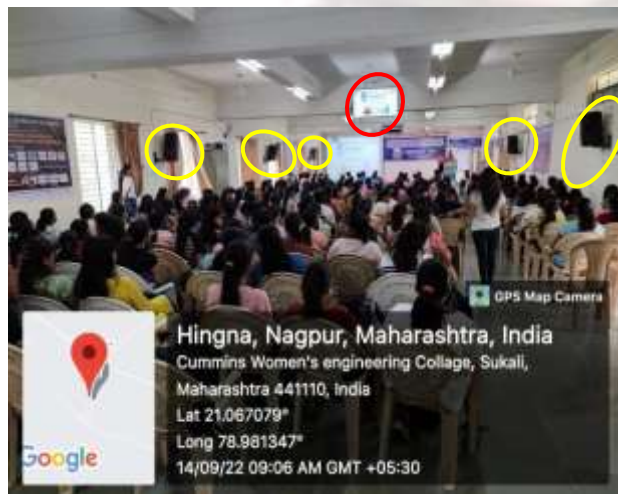 GPS Map Camera
Hingna, Nagpur, Maharashtra, India
Cummins Women's engineering Collage, Sukali,
Maharashtra 441110, India
Lat 21.067079°
Long 78.981347°
14/09/22 09:06 AM GMT +05:30
Google